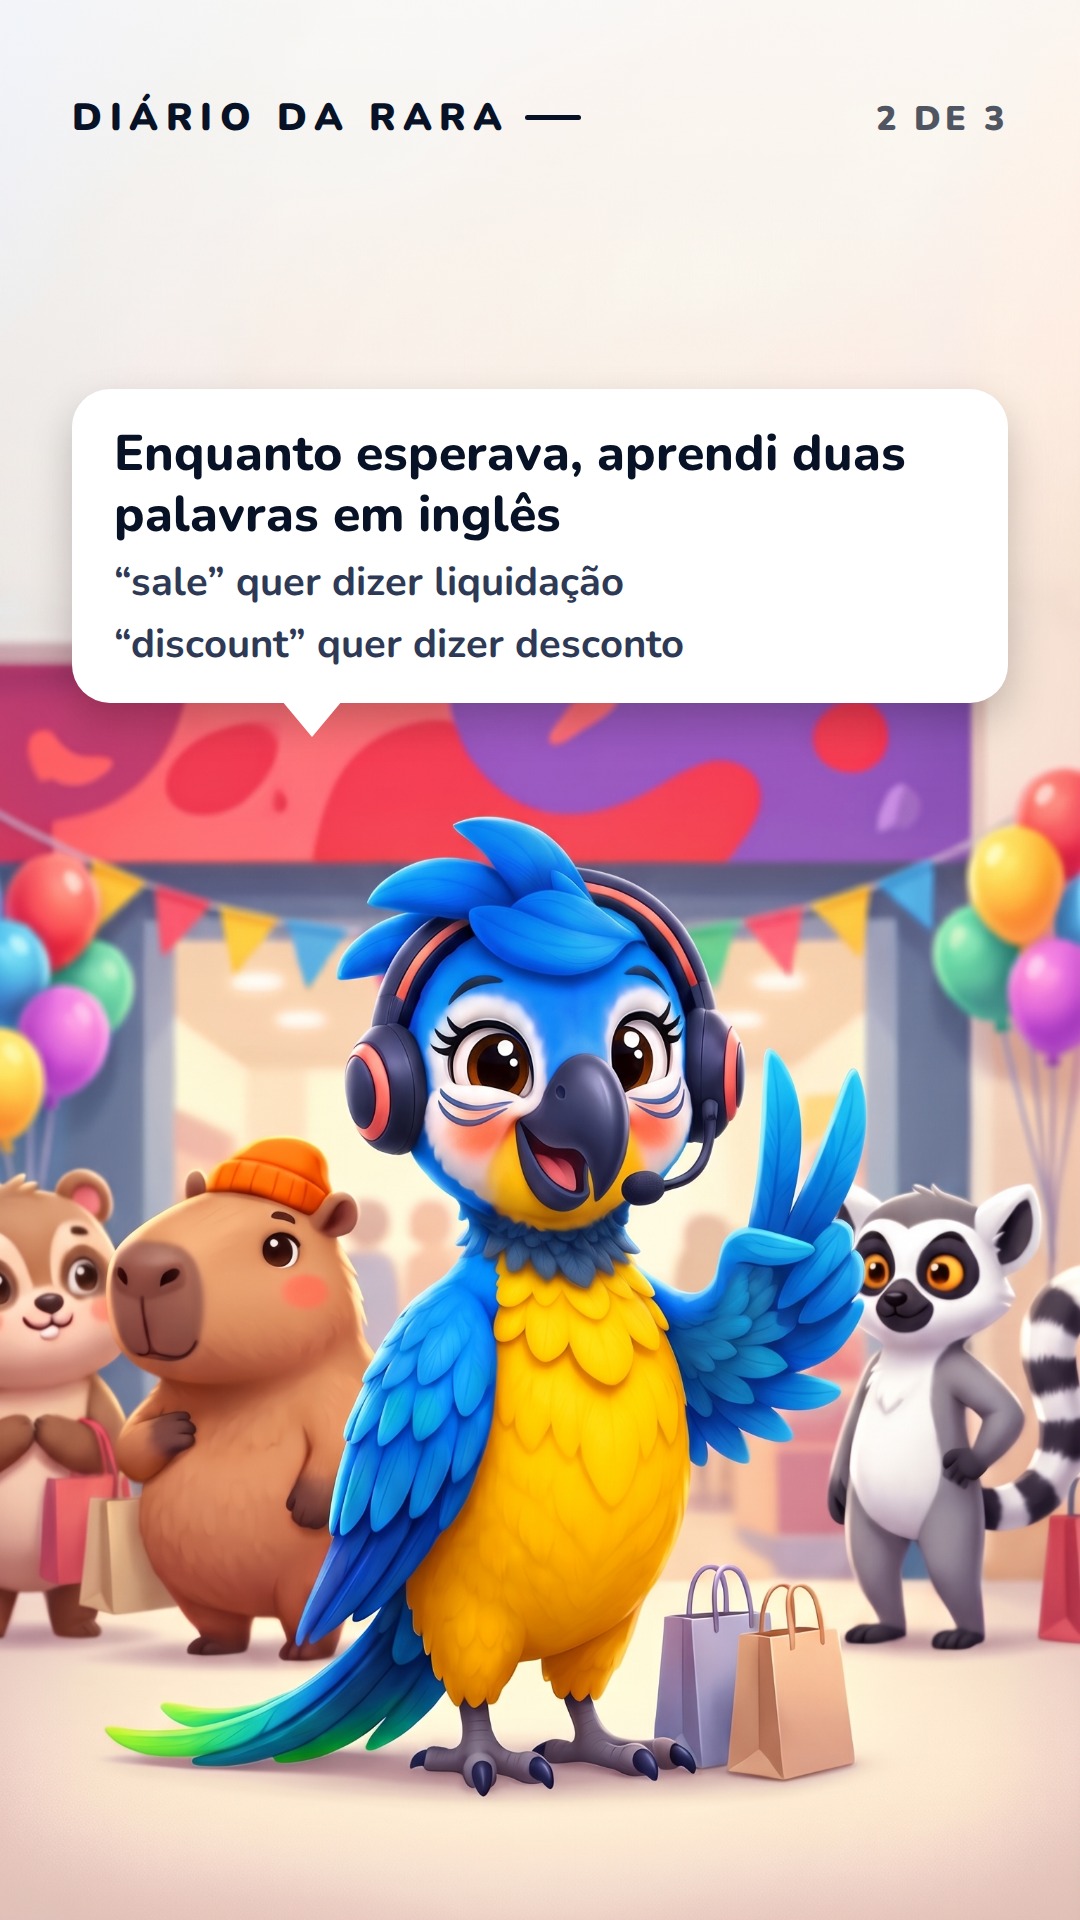 DIÁRIO DA RARA —
2 DE 3
Enquanto esperava, aprendi duas
palavras em inglês
“sale” quer dizer liquidação
“discount” quer dizer desconto